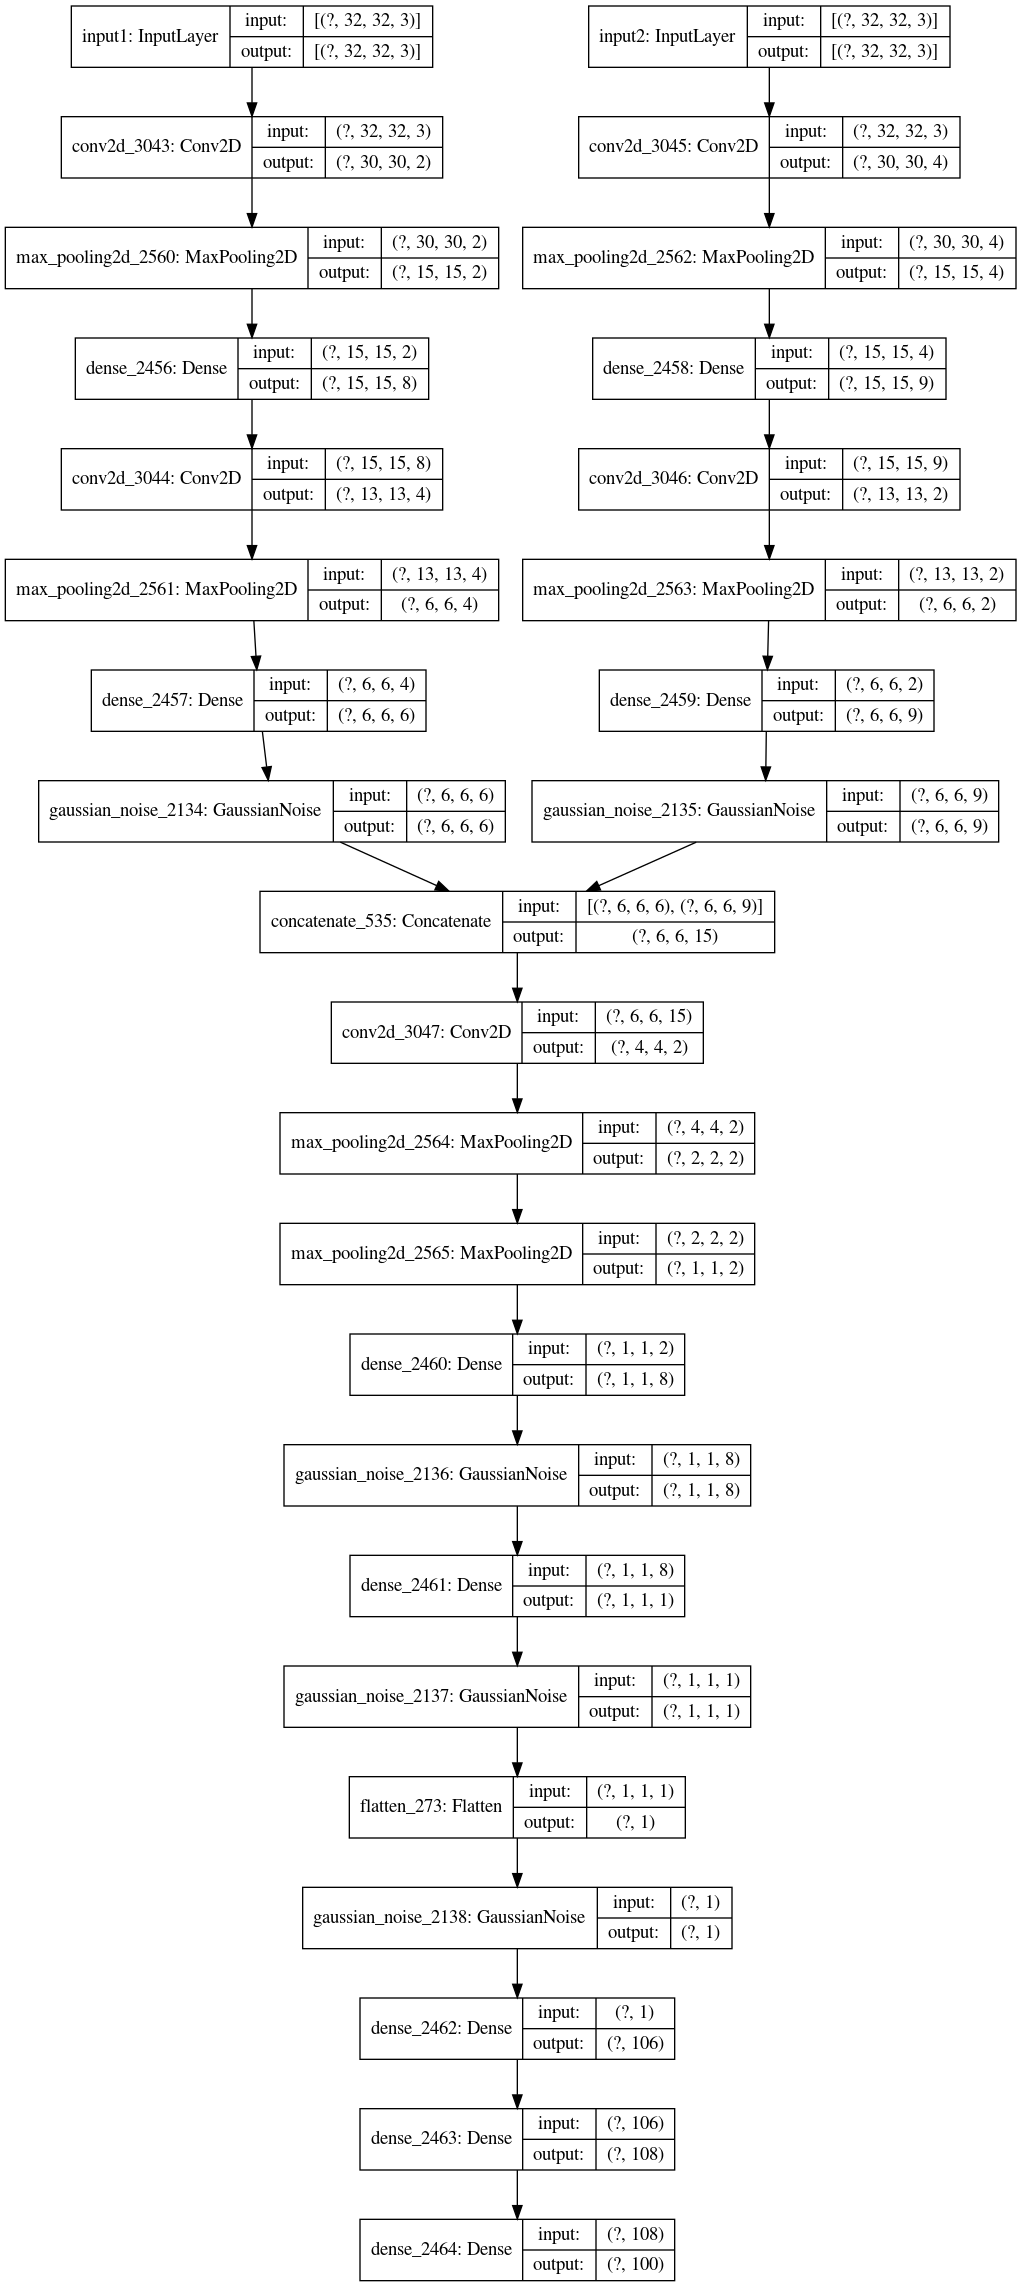 input1: InputLayer
input: [(?, 32, 32, 3)]
output: [(?, 32, 32, 3)]
input2: InputLayer
input: [(?, 32, 32, 3)]
output: [(?, 32, 32, 3)]
conv2d_3043: Conv2D
input: (?, 32, 32, 3)
output: (?, 30, 30, 2)
conv2d_3045: Conv2D
input: (?, 32, 32, 3)
output: (?, 30, 30, 4)
max_pooling2d_2560: MaxPooling2D
input: (?, 30, 30, 2)
output: (?, 15, 15, 2)
max_pooling2d_2562: MaxPooling2D
input: (?, 30, 30, 4)
output: (?, 15, 15, 4)
dense_2456: Dense
input: (?, 15, 15, 2)
output: (?, 15, 15, 8)
dense_2458: Dense
input: (?, 15, 15, 4)
output: (?, 15, 15, 9)
conv2d_3044: Conv2D
input: (?, 15, 15, 8)
output: (?, 13, 13, 4)
conv2d_3046: Conv2D
input: (?, 15, 15, 9)
output: (?, 13, 13, 2)
max_pooling2d_2561: MaxPooling2D
input: (?, 13, 13, 4)
output: (?, 6, 6, 4)
max_pooling2d_2563: MaxPooling2D
input: (?, 13, 13, 2)
output: (?, 6, 6, 2)
dense_2457: Dense
input: (?, 6, 6, 4)
output: (?, 6, 6, 6)
dense_2459: Dense
input: (?, 6, 6, 2)
output: (?, 6, 6, 9)
gaussian_noise_2134: GaussianNoise
input: (?, 6, 6, 6)
output: (?, 6, 6, 6)
gaussian_noise_2135: GaussianNoise
input: (?, 6, 6, 9)
output: (?, 6, 6, 9)
concatenate_535: Concatenate
input: [(?, 6, 6, 6), (?, 6, 6, 9)]
output: (?, 6, 6, 15)
conv2d_3047: Conv2D
input: (?, 6, 6, 15)
output: (?, 4, 4, 2)
max_pooling2d_2564: MaxPooling2D
input: (?, 4, 4, 2)
output: (?, 2, 2, 2)
max_pooling2d_2565: MaxPooling2D
input: (?, 2, 2, 2)
output: (?, 1, 1, 2)
dense_2460: Dense
input: (?, 1, 1, 2)
output: (?, 1, 1, 8)
gaussian_noise_2136: GaussianNoise
input: (?, 1, 1, 8)
output: (?, 1, 1, 8)
dense_2461: Dense
input: (?, 1, 1, 8)
output: (?, 1, 1, 1)
gaussian_noise_2137: GaussianNoise
input: (?, 1, 1, 1)
output: (?, 1, 1, 1)
flatten_273: Flatten
input: (?, 1, 1, 1)
output: (?, 1)
gaussian_noise_2138: GaussianNoise
input: (?, 1)
output: (?, 1)
dense_2462: Dense
input: (?, 1)
output: (?, 106)
dense_2463: Dense
input: (?, 106)
output: (?, 108)
dense_2464: Dense
input: (?, 108)
output: (?, 100)